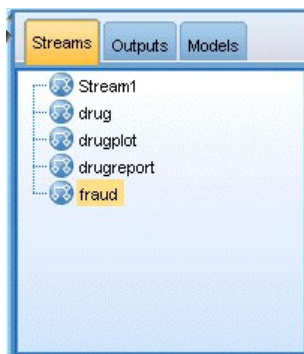 Streams Outputs Models
Stream1
drug
drugplot
drugreport
fraud